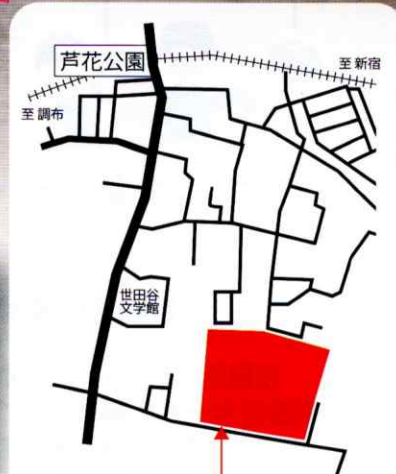 芦花公園
至 新宿
至 調布
世田谷
文学館